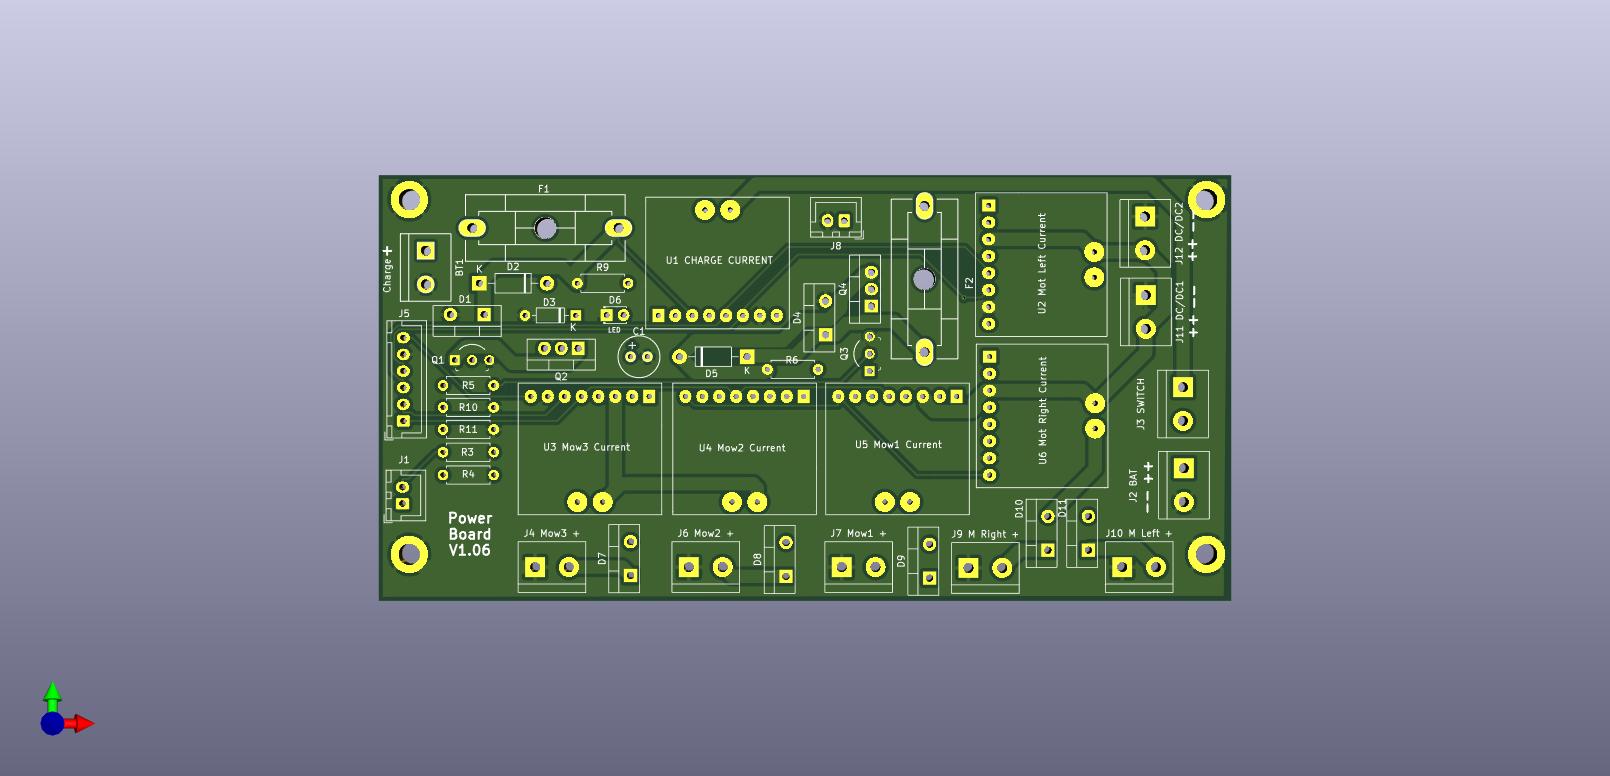 F1
Charge +
BT1
K
D2
R9
D1
D3
K
D6
LED
C1
+
U1 CHARGE CURRENT
J8
D4
Q4
F2
U2 Mot Left Current
J12 DC/DC2
-- ++
J11 DC/DC1
-- ++
J5
Q1
Q2
D5
K
R6
Q3
R5
R10
R11
R3
R4
J1
U3 Mow3 Current
U4 Mow2 Current
U5 Mow1 Current
U6 Mot Right Current
J3 SWITCH
J2 BAT
-- ++
Power
Board
V1.06
J4 Mow3 +
D7
J6 Mow2 +
D8
J7 Mow1 +
D9
J9 M Right +
D10
D11
J10 M Left +